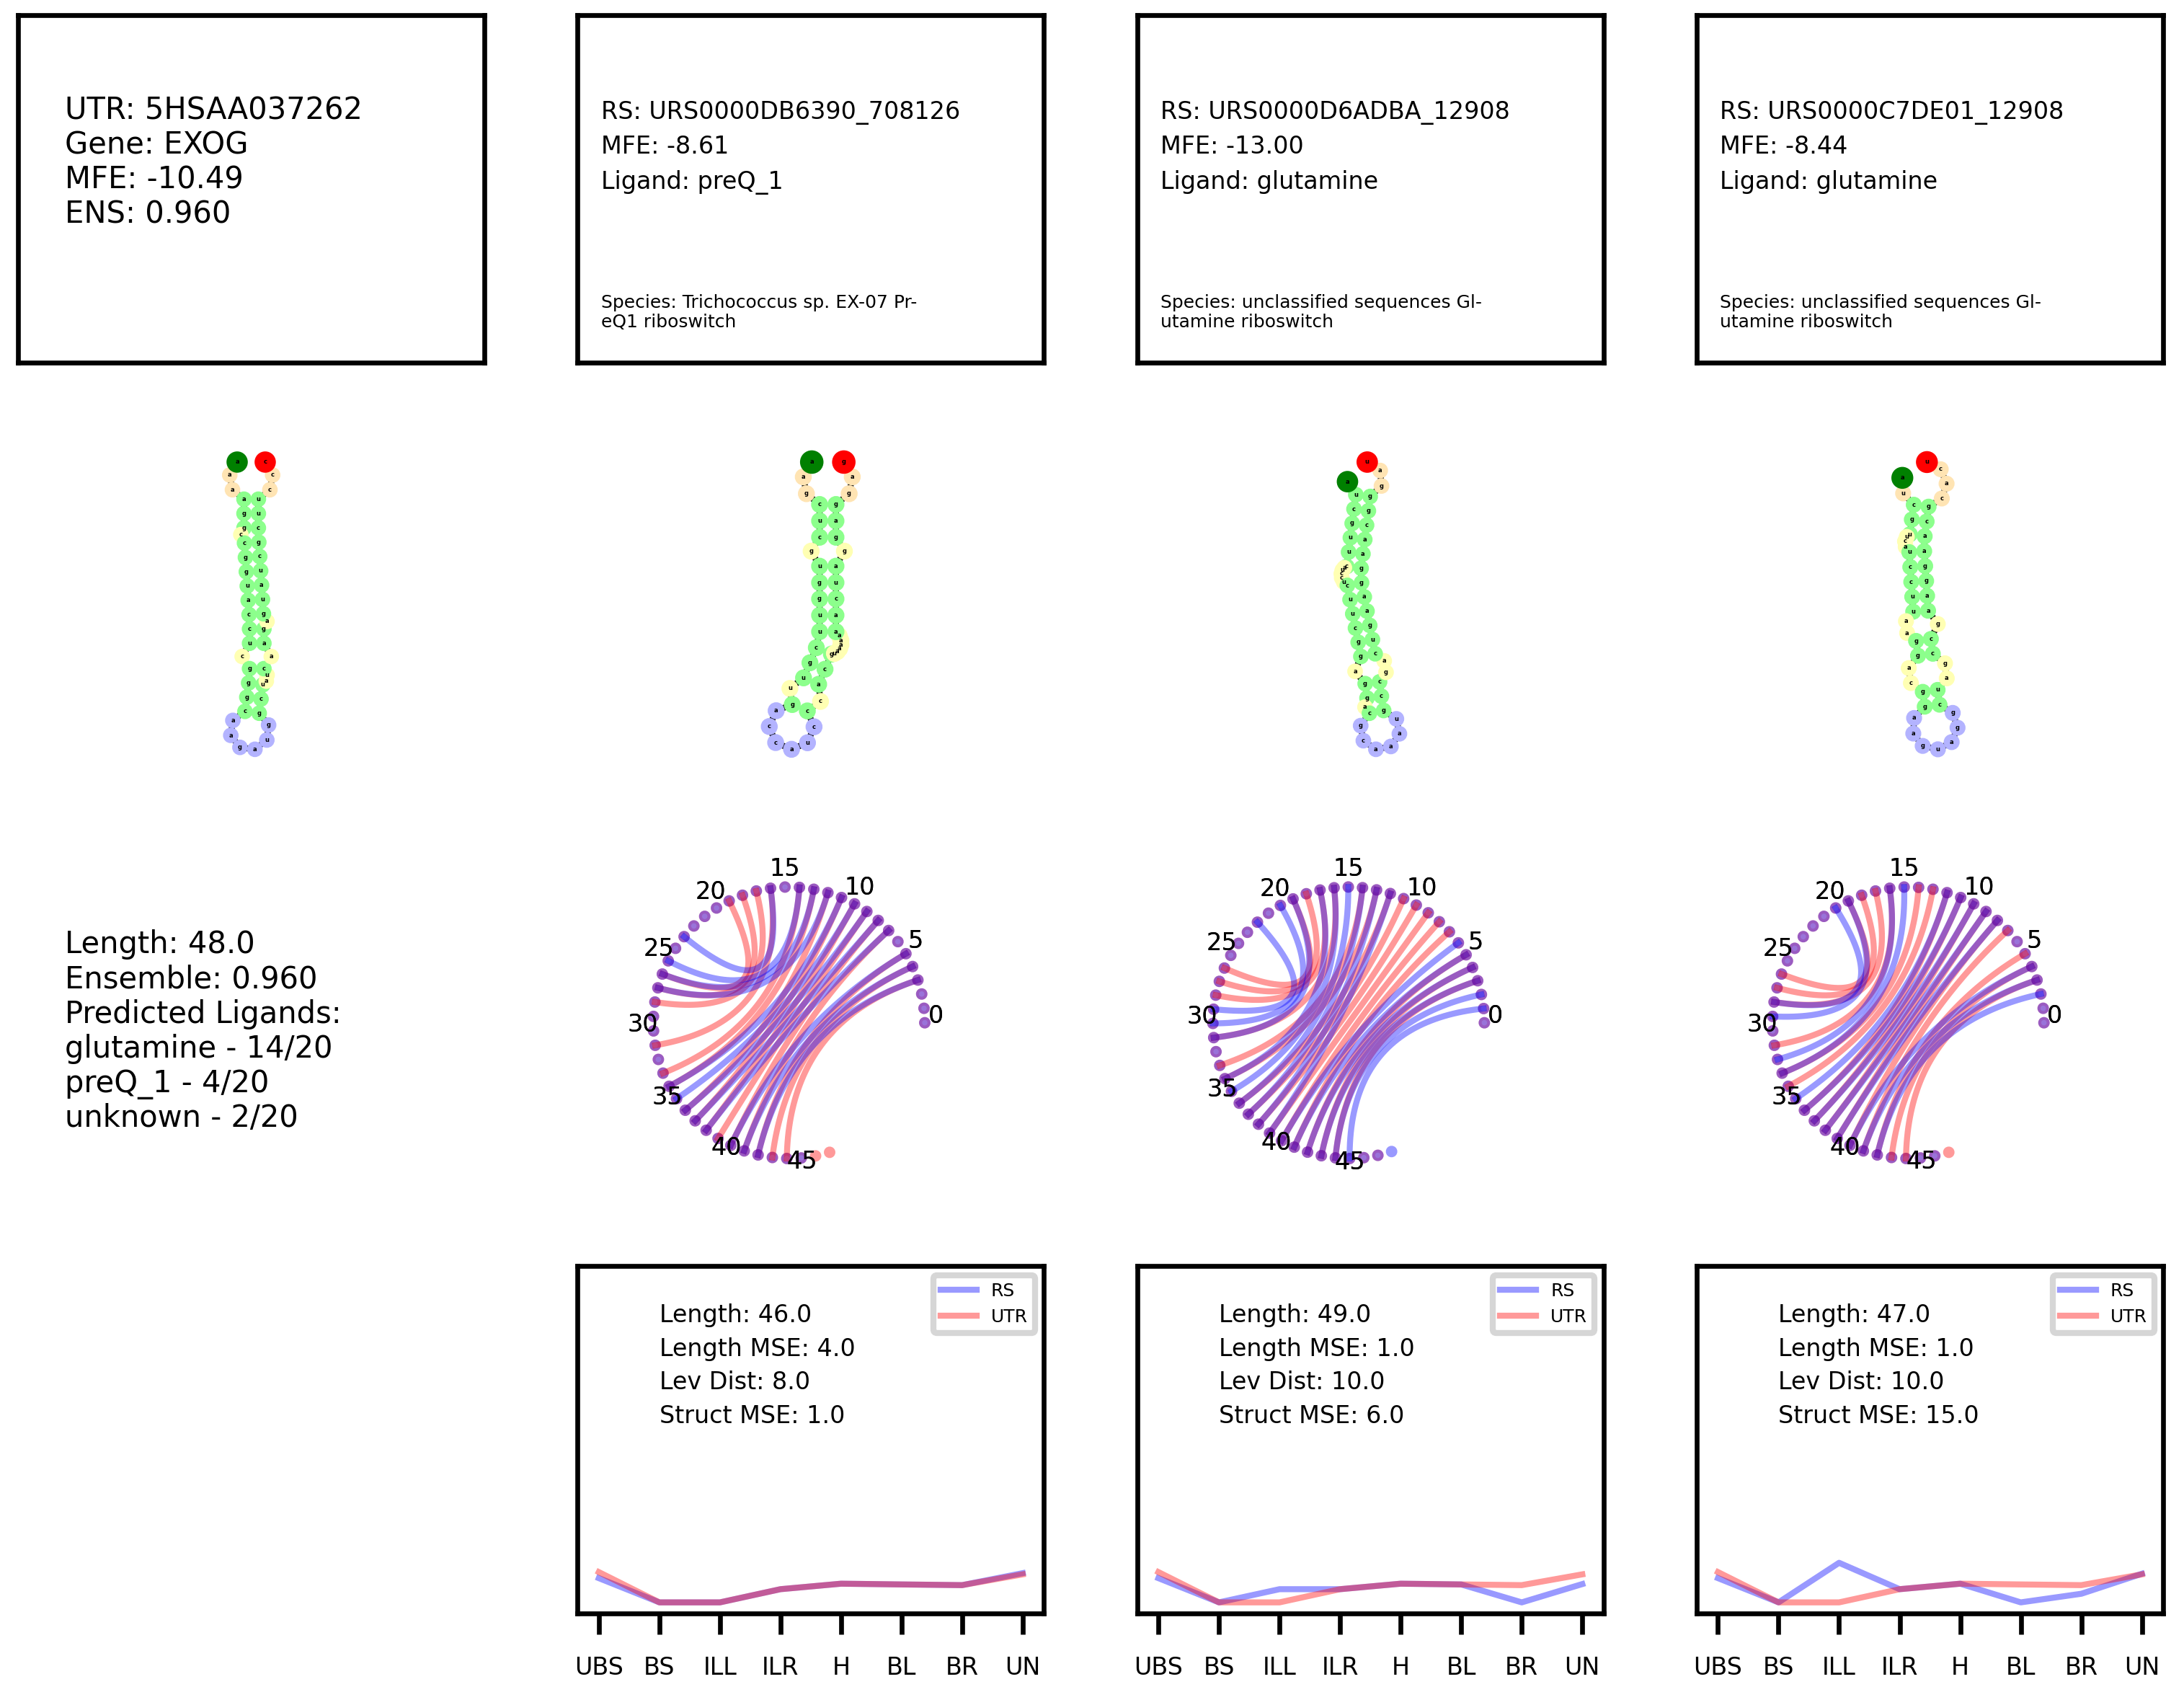 UTR: 5HSAA037262
Gene: EXOG
MFE: -10.49
ENS: 0.960
RS: URS0000DB6390_708126
MFE: -8.61
Ligand: preQ_1
Species: Trichococcus sp. EX-07 Pr-
eQ1 riboswitch
RS: URS0000D6ADBA_12908
MFE: -13.00
Ligand: glutamine
Species: unclassified sequences Gl-
utamine riboswitch
RS: URS0000C7DE01_12908
MFE: -8.44
Ligand: glutamine
Species: unclassified sequences Gl-
utamine riboswitch
Length: 48.0
Ensemble: 0.960
Predicted Ligands:
glutamine - 14/20
preQ_1 - 4/20
unknown - 2/20
0
5
10
15
20
25
30
35
40
45
0
5
10
15
20
25
30
35
40
45
0
5
10
15
20
25
30
35
40
45
RS
UTR
Length: 46.0
Length MSE: 4.0
Lev Dist: 8.0
Struct MSE: 1.0
UBS BS ILL ILR H BL BR UN
RS
UTR
Length: 49.0
Length MSE: 1.0
Lev Dist: 10.0
Struct MSE: 6.0
UBS BS ILL ILR H BL BR UN
RS
UTR
Length: 47.0
Length MSE: 1.0
Lev Dist: 10.0
Struct MSE: 15.0
UBS BS ILL ILR H BL BR UN